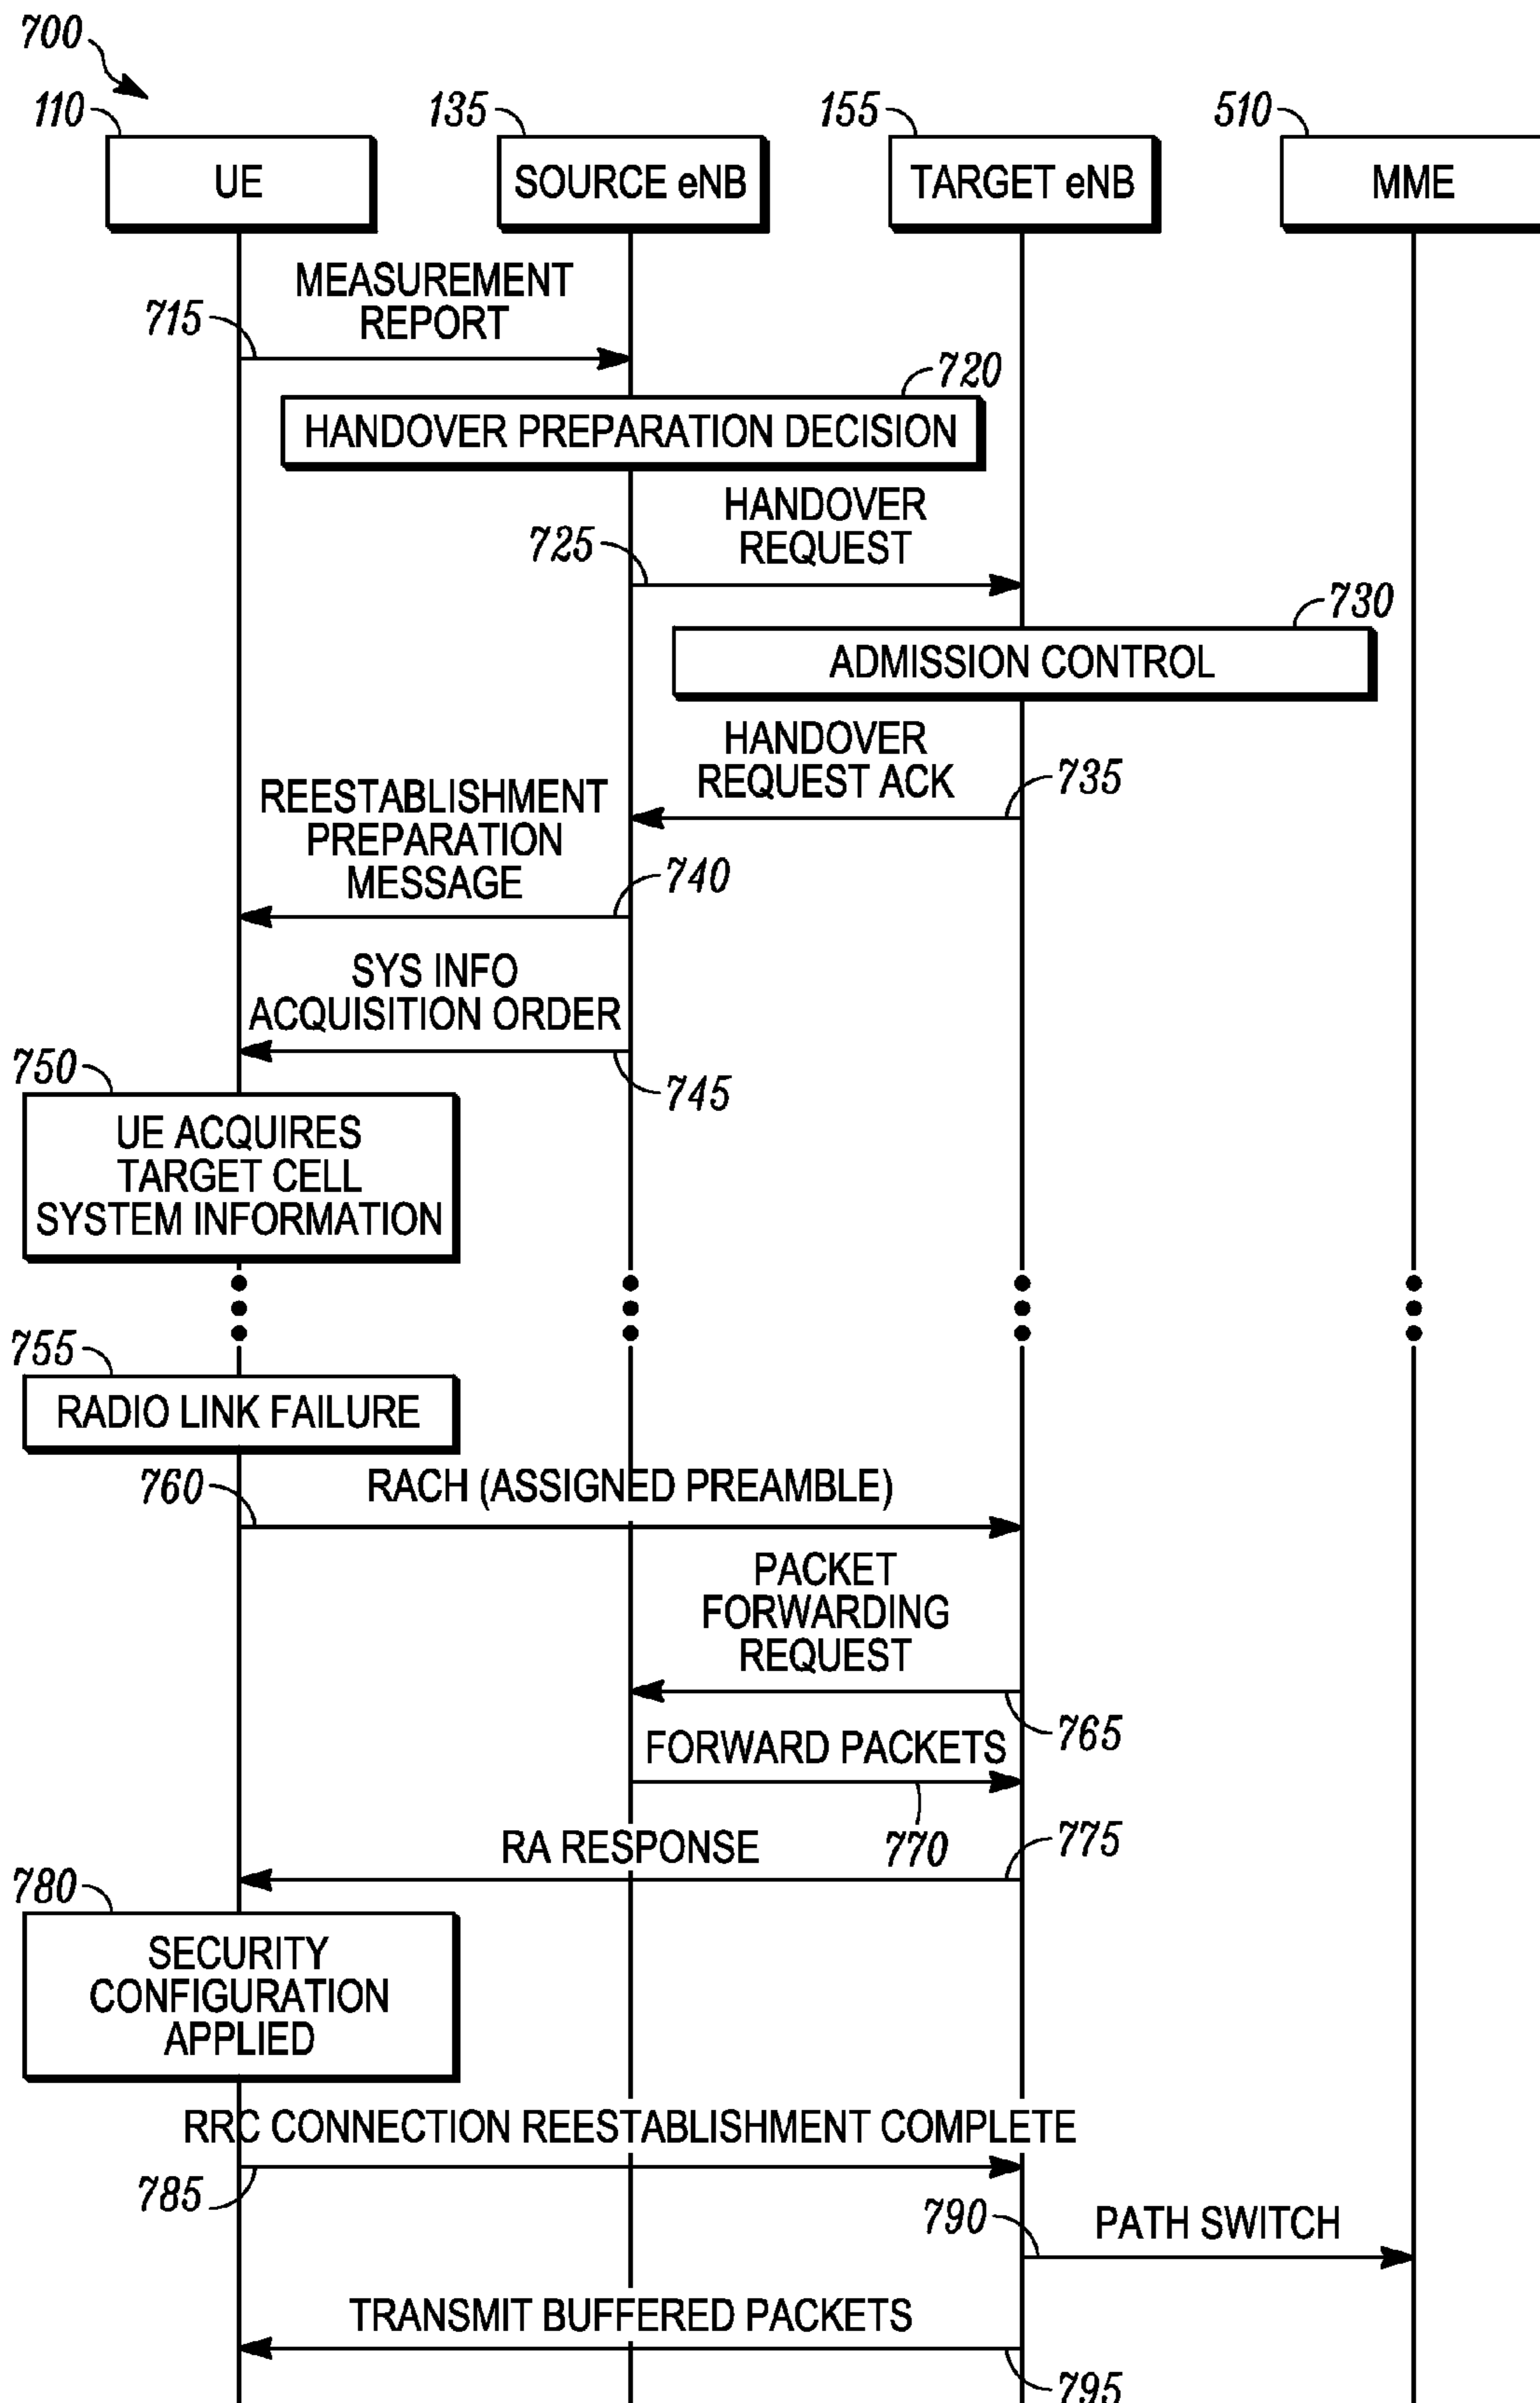 700
110
135
155
510
UE
SOURCE eNB
TARGET eNB
MME
MEASUREMENT
REPORT
715
720
HANDOVER PREPARATION DECISION
HANDOVER
REQUEST
725
730
ADMISSION CONTROL
HANDOVER
REQUEST ACK
735
REESTABLISHMENT
PREPARATION
MESSAGE
740
SYS INFO
ACQUISITION ORDER
745
750
UE ACQUIRES
TARGET CELL
SYSTEM INFORMATION
755
RADIO LINK FAILURE
760
RACH (ASSIGNED PREAMBLE)
PACKET
FORWARDING
REQUEST
765
FORWARD PACKETS
770
RA RESPONSE
775
780
SECURITY
CONFIGURATION
APPLIED
RRC CONNECTION REESTABLISHMENT COMPLETE
785
790
PATH SWITCH
TRANSMIT BUFFERED PACKETS
795